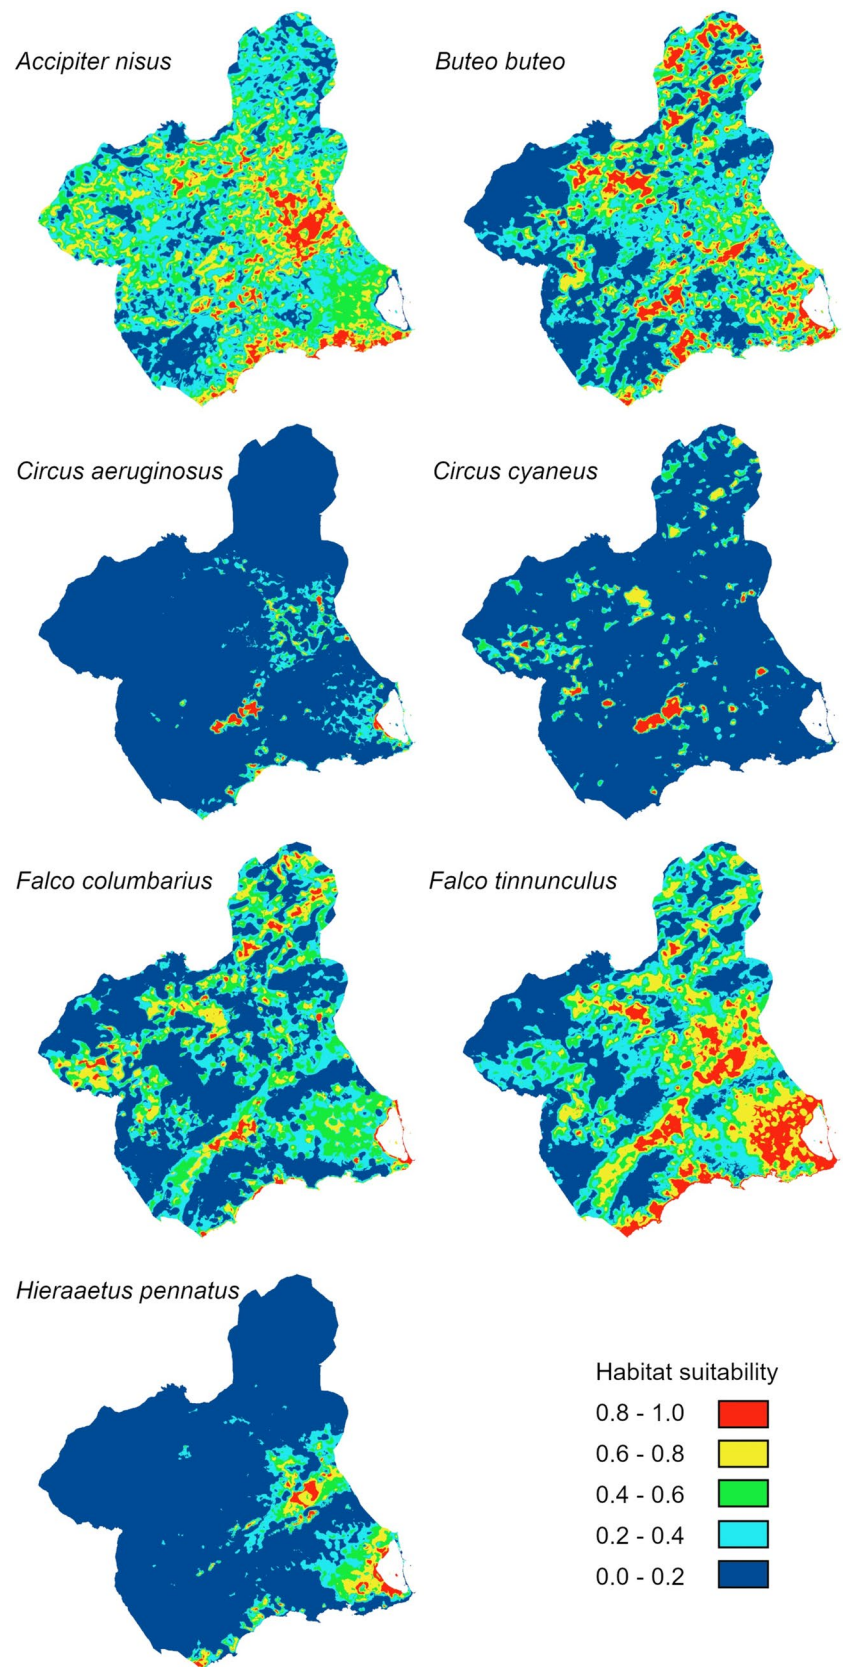 Accipiter nisus
Buteo buteo
Circus aeruginosus
Circus cyaneus
Falco columbarius
Falco tinnunculus
Hieraaetus pennatus
Habitat suitability
0.8 - 1.0
0.6 - 0.8
0.4 - 0.6
0.2 - 0.4
0.0 - 0.2